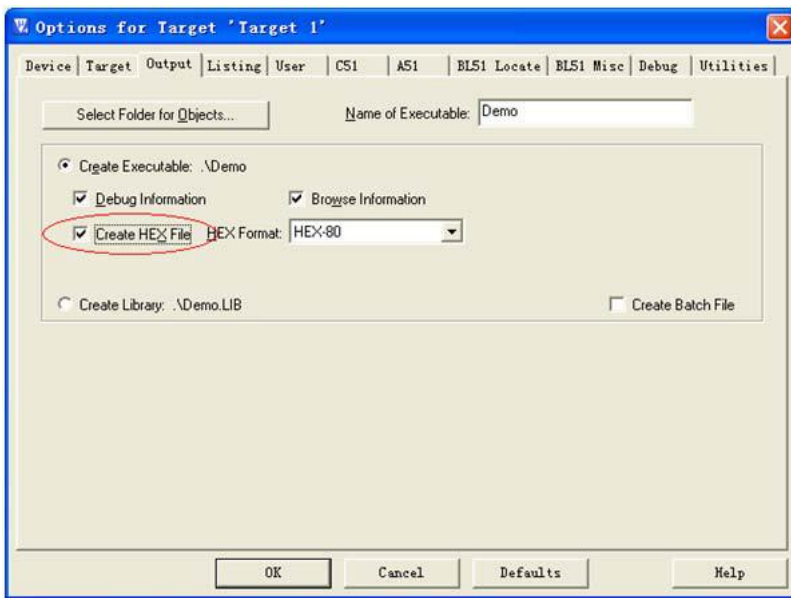 Options for Target 'Target 1'
Device Target Output Listing User C51 A51 BL51 Locate BL51 Misc Debug Utilities
Select Folder for Objects... Name of Executable: Demo
Create Executable: .\Demo
Debug Information Browse Information
Create HEX File HEX Format: HEX-80
Create Library: .\Demo.LIB Create Batch File
OK Cancel Defaults Help